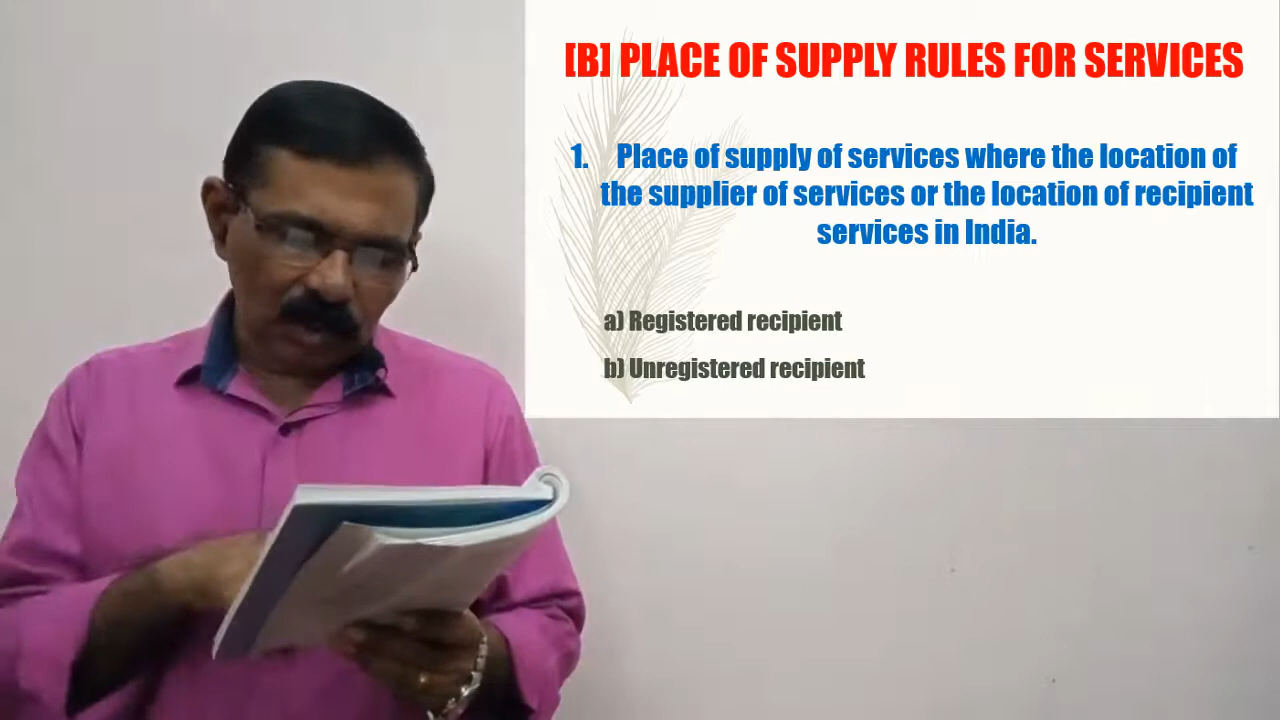 [B] PLACE OF SUPPLY RULES FOR SERVICES
1. Place of supply of services where the location of
the supplier of services or the location of recipient
services in India.
a) Registered recipient
b) Unregistered recipient